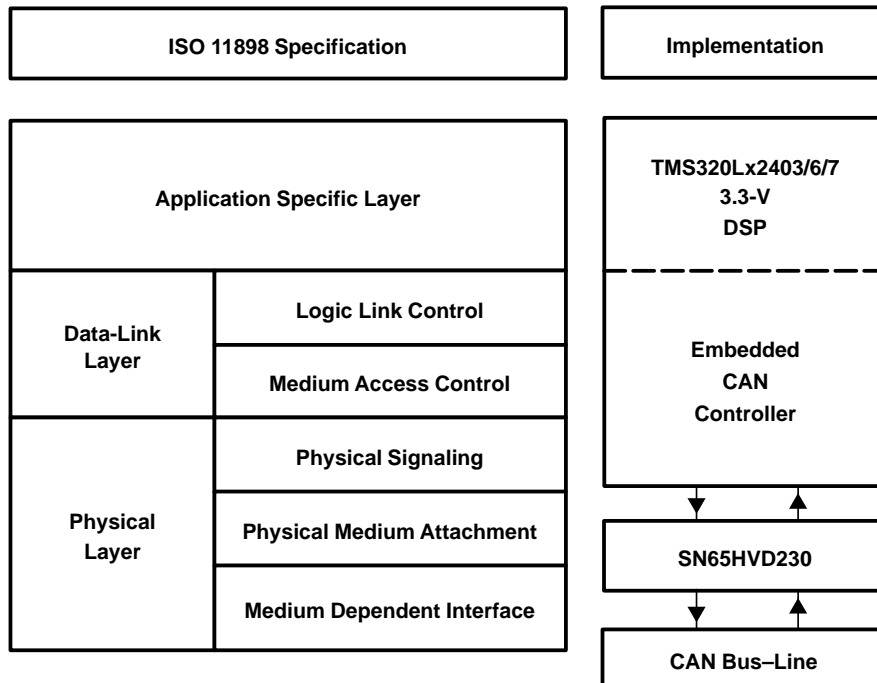 ISO 11898 Specification
Implementation
Application Specific Layer
Data-Link
Layer
Logic Link Control
Medium Access Control
Physical
Layer
Physical Signaling
Physical Medium Attachment
Medium Dependent Interface
TMS320Lx2403/6/7
3.3-V
DSP
Embedded
CAN
Controller
SN65HVD230
CAN Bus–Line